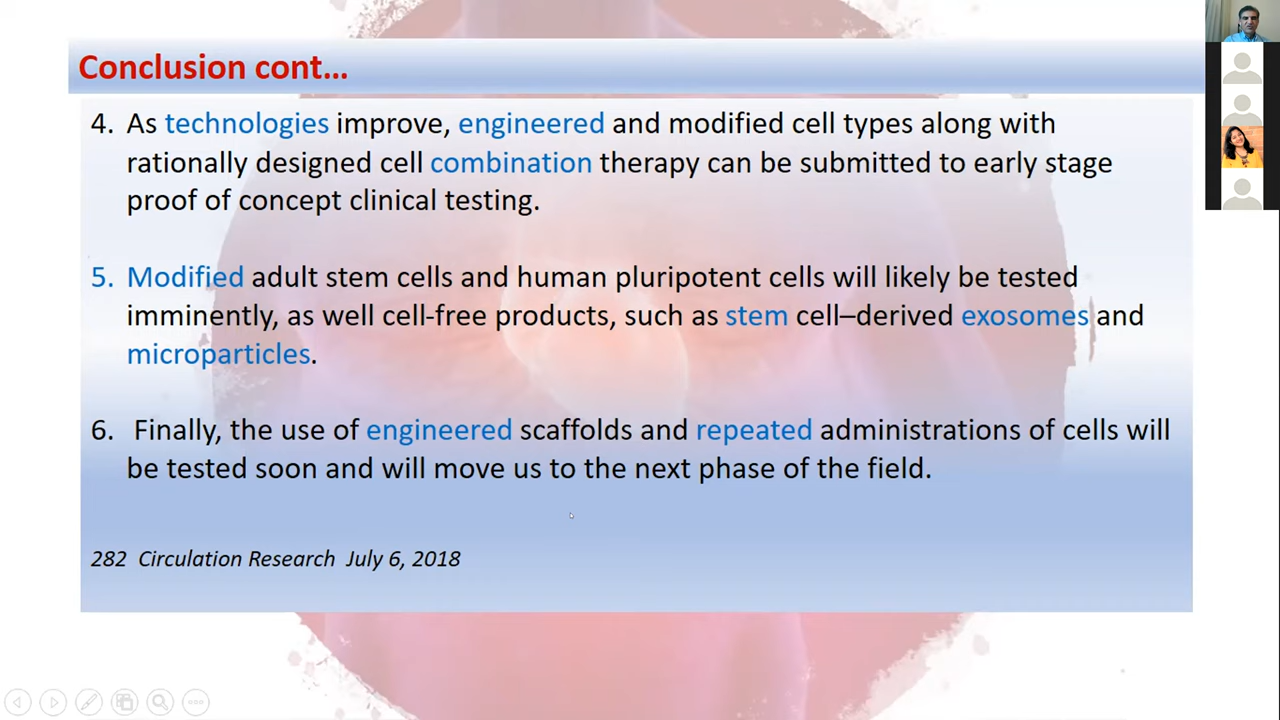 Conclusion cont...
4. As technologies improve, engineered and modified cell types along with
rationally designed cell combination therapy can be submitted to early stage
proof of concept clinical testing.
5. Modified adult stem cells and human pluripotent cells will likely be tested
imminently, as well cell-free products, such as stem cell–derived exosomes and
microparticles.
6. Finally, the use of engineered scaffolds and repeated administrations of cells will
be tested soon and will move us to the next phase of the field.
282 Circulation Research July 6, 2018